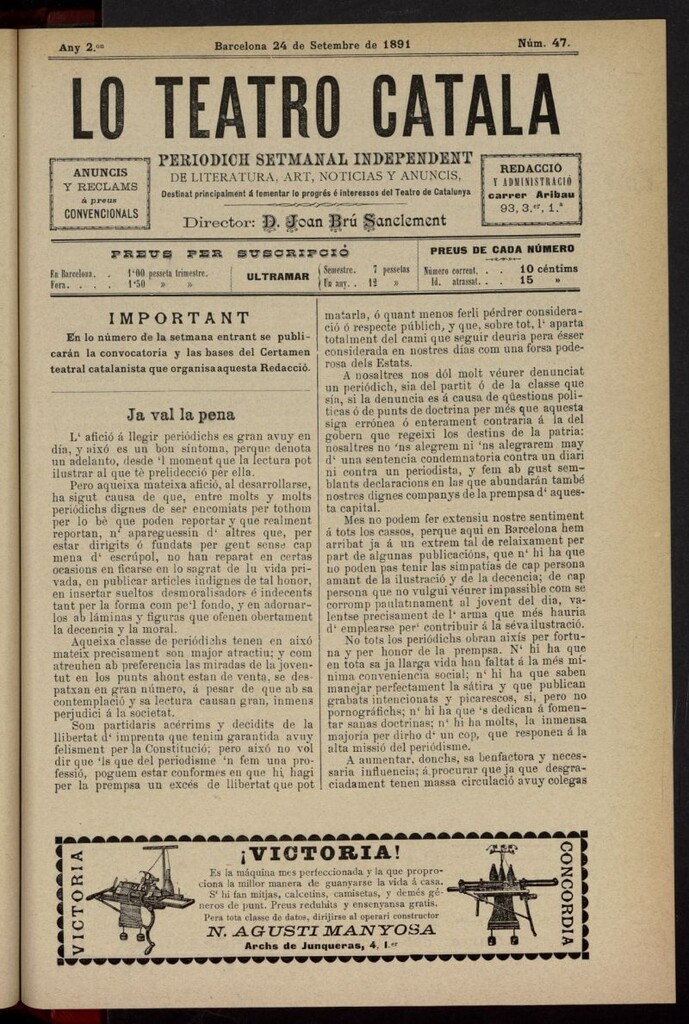 Any 2.on Barcelona 24 de Setembre de 1891 Núm. 47.
LO TEATRO CATALA
ANUNCIS
Y RECLAMS
á preus
CONVENCIONALS
PERIODICH SETMANAL INDEPENDENT
DE LITERATURA, ART, NOTICIAS Y ANUNCIS,
Destinat principalment á fomentar lo progrés é interessos del Teatro de Catalunya
Director: D. Joan Brú Sanclement
REDACCIÓ
Y ADMINISTRACIÓ
carrer Aribau
93, 3.er, 1.ª
PREUS PER SUSCRIPCIÓ
En Barcelona. . 1'00 pesseta trimestre.
Fora. . . . . 1'50 » »
ULTRAMAR
Semestre. 7 pessetas
Un any. . 12 »
PREUS DE CADA NÚMERO
Número corrent. . . 10 céntims
Id. atrassat. . . 15 »
IMPORTANT
En lo número de la setmana entrant se publi-
carán la convocatoria y las bases del Certamen
teatral catalanista que organisa aquesta Redacció.
Ja val la pena
L' afició á llegir periódichs es gran avuy en
día, y aixó es un bon síntoma, perque denota
un adelanto, desde 'l moment que la lectura pot
ilustrar al que té prelidecció per ella.
Pero aqueixa mateixa afició, al desarrollarse,
ha sigut causa de que, entre molts y molts
periódichs dignes de ser encomiats per tothom
per lo bè que poden reportar y que realment
reportan, n' apareguessin d' altres que, per
estar dirigits ó fundats per gent sense cap
mena d' escrúpol, no han reparat en certas
ocasions en ficarse en lo sagrat de lu vida pri-
vada, en publicar articles indignes de tal honor,
en insertar sueltos desmoralisadors é indecents
tant per la forma com pe'l fondo, y en adornar-
los ab láminas y figuras que ofenen obertament
la decencia y la moral.
Aqueixa classe de periódichs tenen en aixó
mateix precisament son major atractiu; y com
atreuhen ab preferencia las miradas de la joven-
tut en los punts ahont estan de venta, se des-
patxan en gran número, á pesar de que ab sa
contemplació y sa lectura causan gran, inmens
perjudici á la societat.
Som partidaris acérrims y decidits de la
llibertat d' imprenta que tenim garantida avuy
felisment per la Constitució; pero aixó no vol
dir que 'ls que del periodisme 'n fem una pro-
fessió, poguem estar conformes en que hi hagi
per la prempsa un excés de llibertat que pot
matarla, ó quant menos ferli pérdrer considera-
ció ó respecte públich, y que, sobre tot, l' aparta
totalment del camí que seguir deuria pera ésser
considerada en nostres días com una forsa pode-
rosa dels Estats.
A nosaltres nos dól molt véurer denunciat
un periódich, sia del partit ó de la classe que
sia, si la denuncia es á causa de qüestions polí-
ticas ó de punts de doctrina per més que aquesta
siga errónea ó enterament contraria á la del
gobern que regeixi los destins de la patria:
nosaltres no 'ns alegrem ni 'ns alegrarem may
d' una sentencia condemnatoria contra un diari
ni contra un periodista, y fem ab gust sem-
blants declaracions en las que abundarán també
nostres dignes companys de la prempsa d' aques-
ta capital.
Mes no podem fer extensiu nostre sentiment
á tots los cassos, perque aquí en Barcelona hem
arribat ja á un extrem tal de relaixament per
part de algunas publicacións, que n' hi ha que
no poden pas tenir las simpatías de cap persona
amant de la ilustració y de la decencia; de cap
persona que no vulgui véurer impassible com se
corromp paulatinament al jovent del dia, va-
lentse precisament de l' arma que més hauria
d' emplearse per' contribuir á la séva ilustració.
No tots los periódichs obran aixís per fortu-
na y per honor de la prempsa. N' hi ha que
en tota sa ja llarga vida han faltat á la més mí-
nima conveniencia social; n' hi ha que saben
manejar perfectament la sátira y que publican
grabats intencionats y picarescos, si, pero no
pornográfichs; n' hi ha que 's dedican á fomen-
tar sanas doctrinas; n' hi ha molts, la inmensa
majoría per dirho d' un cop, que responen á la
alta missió del periódisme.
A aumentar, donchs, sa benfactora y neces-
saria influencia; á procurar que ja que desgra-
ciadament tenen massa circulació avuy colegas
VICTORIA
¡VICTORIA!
Es la máquina mes perfeccionada y la que propro-
ciona la millor manera de guanyarse la vida á casa.
S' hi fan mitjas, calcetins, camisetas, y demés gé-
neros de punt. Preus reduhits y ensenyansa gratis.
Pera tota classe de datos, dirijirse al operari constructor
N. AGUSTI MANYOSA
Archs de Junqueras, 4, 1.er
CONCORDIA